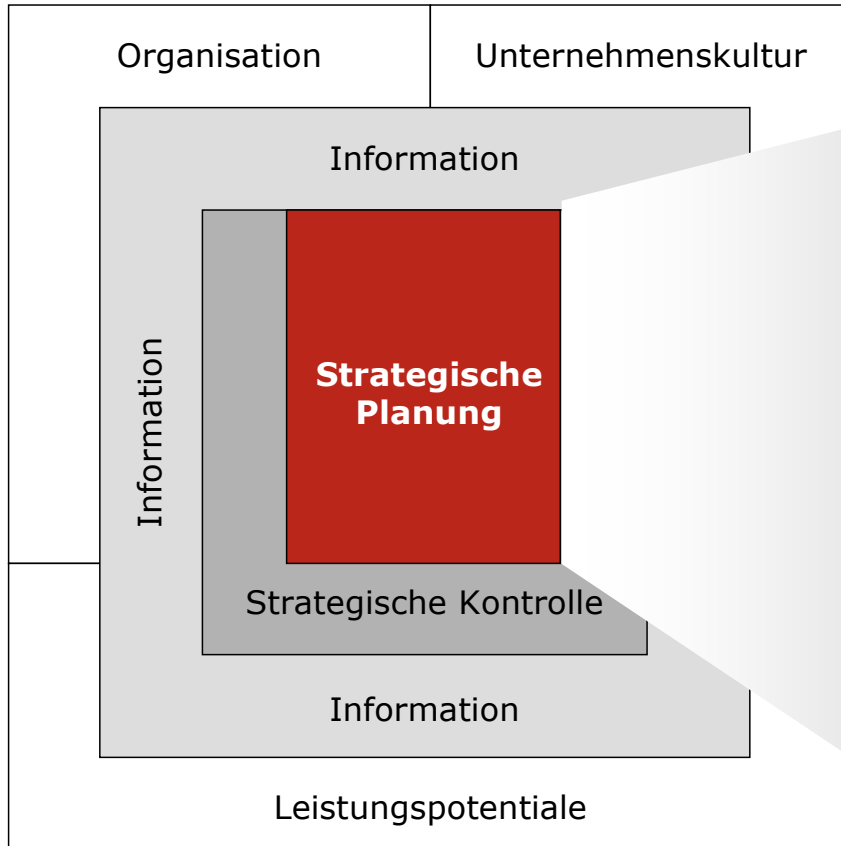 Organisation
Unternehmenskultur
Information
Information
Strategische
Planung
Strategische Kontrolle
Information
Leistungspotentiale